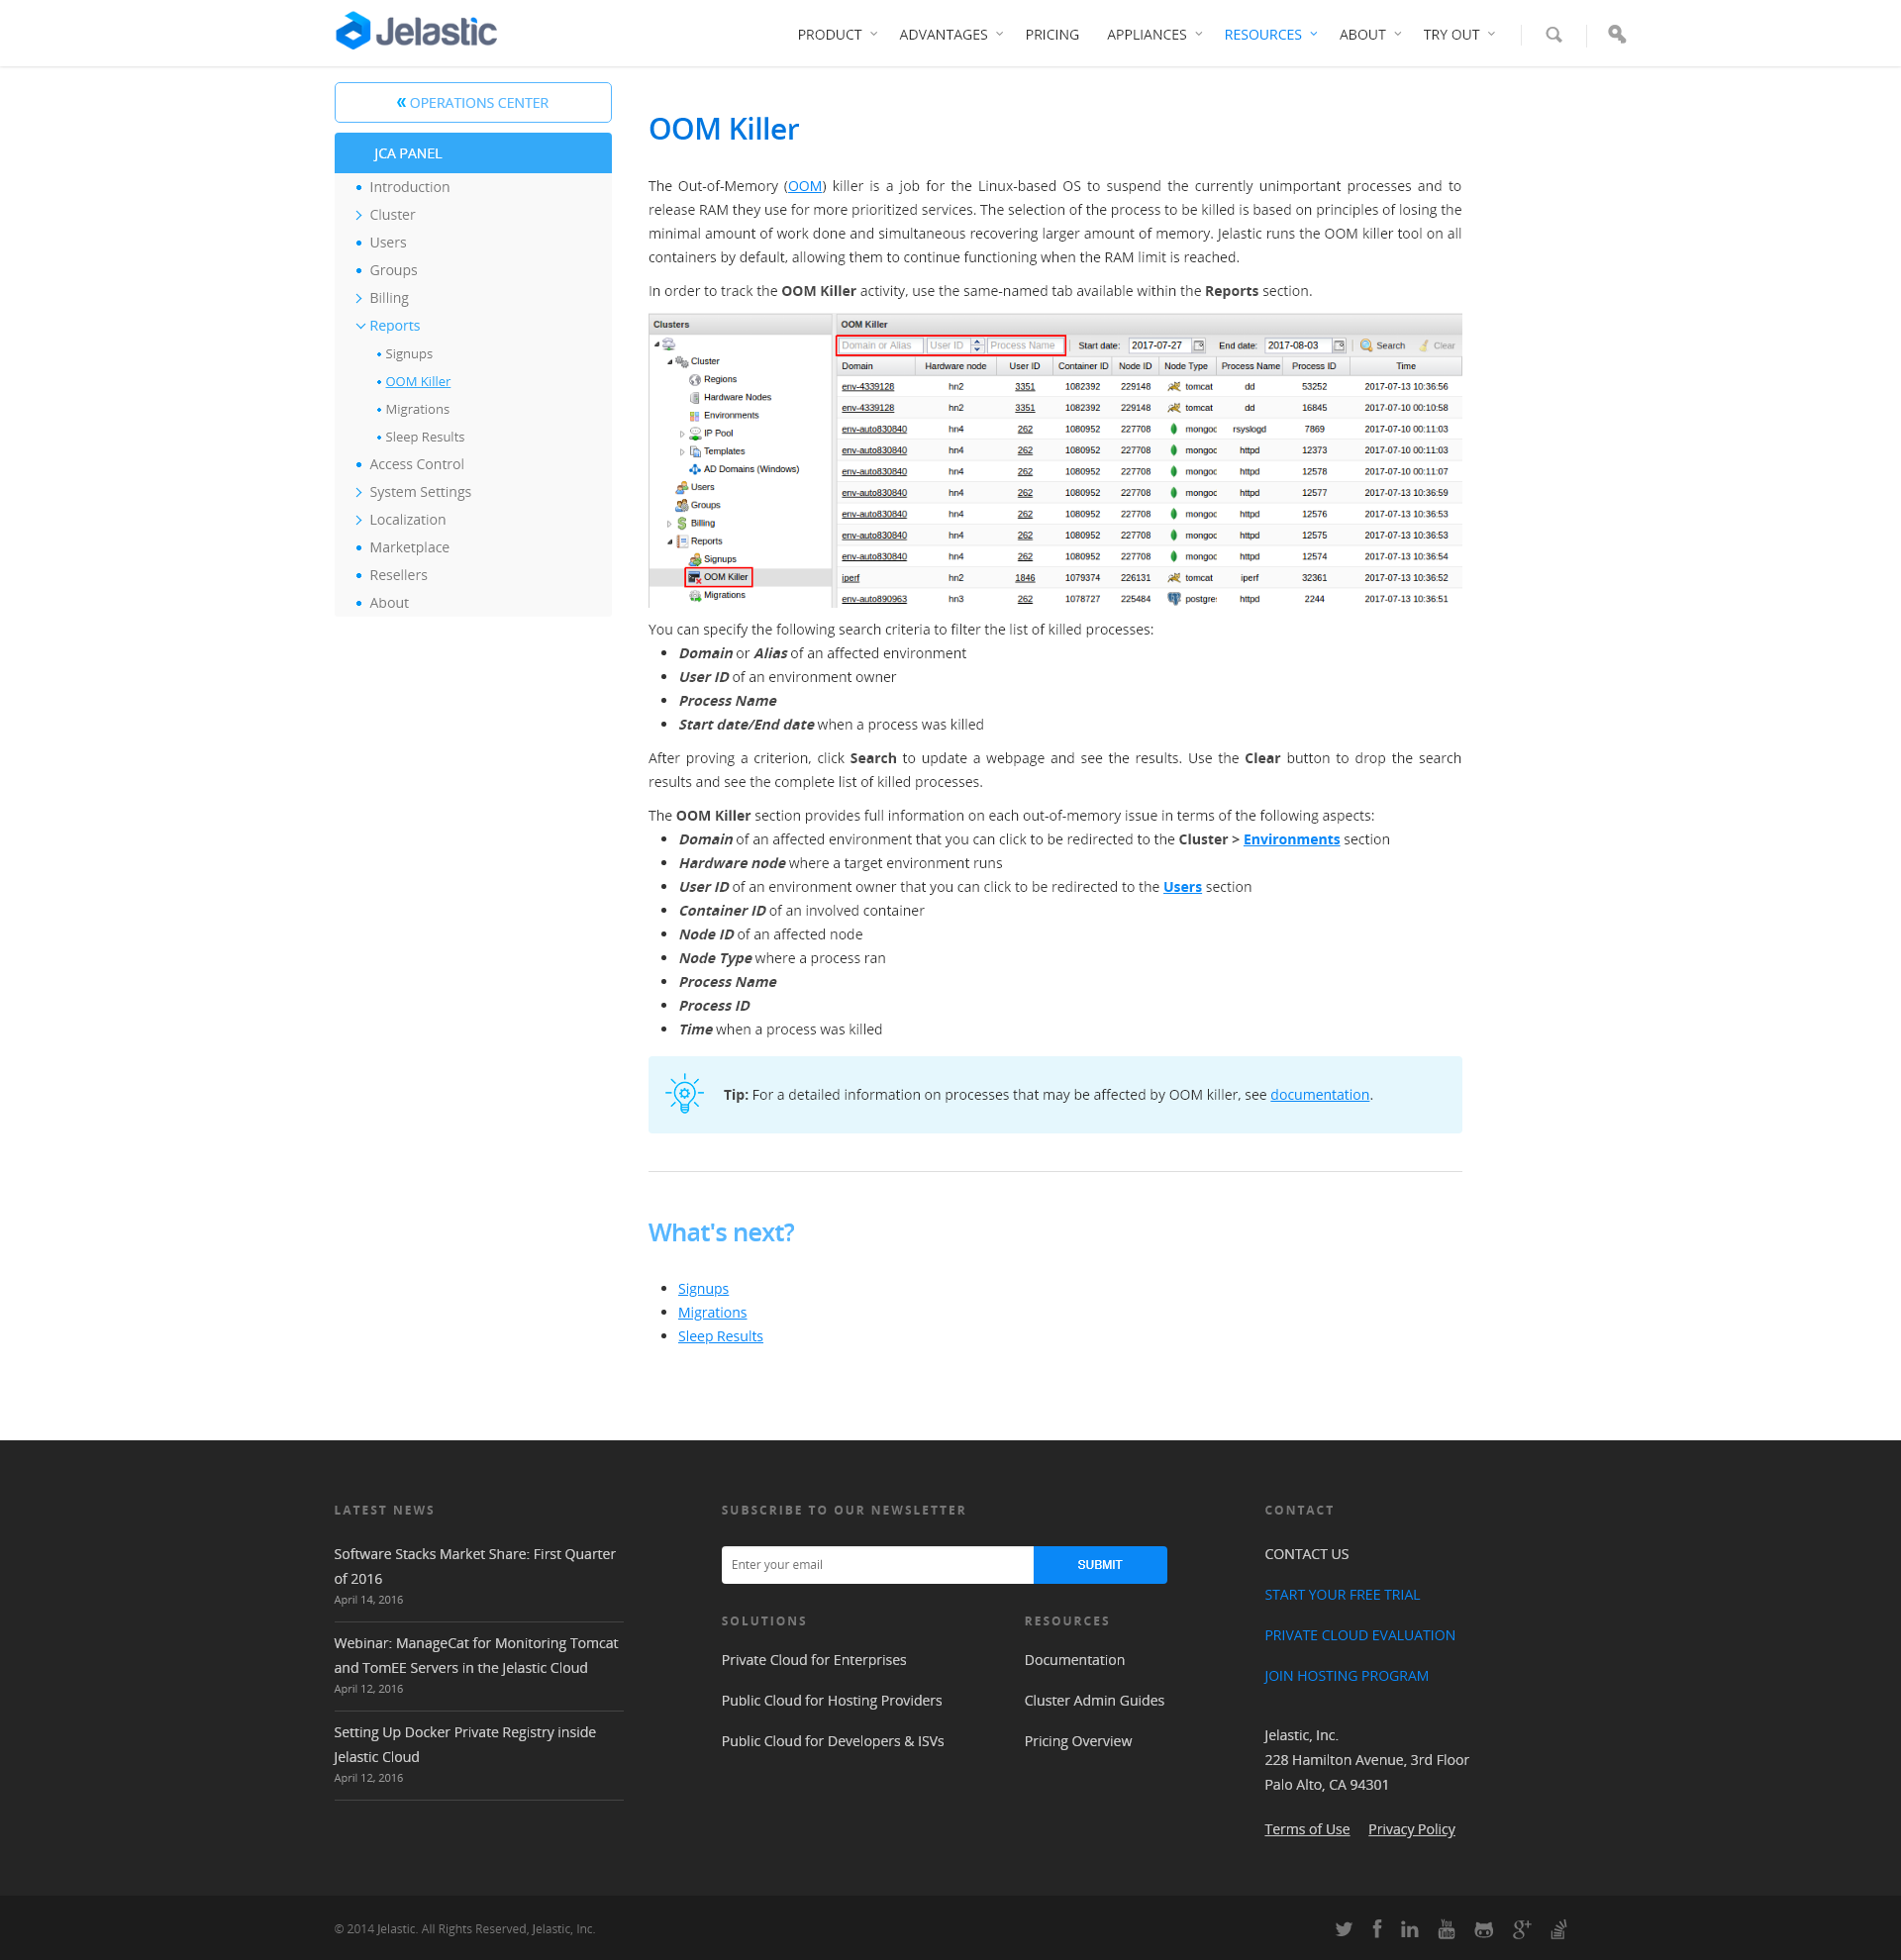 Jelastic
PRODUCT ADVANTAGES PRICING APPLIANCES RESOURCES ABOUT TRY OUT
« OPERATIONS CENTER
JCA PANEL
Introduction
Cluster
Users
Groups
Billing
Reports
Signups
OOM Killer
Migrations
Sleep Results
Access Control
System Settings
Localization
Marketplace
Resellers
About
OOM Killer
The Out-of-Memory (OOM) killer is a job for the Linux-based OS to suspend the currently unimportant processes and to
release RAM they use for more prioritized services. The selection of the process to be killed is based on principles of losing the
minimal amount of work done and simultaneous recovering larger amount of memory. Jelastic runs the OOM killer tool on all
containers by default, allowing them to continue functioning when the RAM limit is reached.
In order to track the OOM Killer activity, use the same-named tab available within the Reports section.
Clusters
Cluster
Regions
Hardware Nodes
Environments
IP Pool
Templates
AD Domains (Windows)
Users
Groups
Billing
Reports
Signups
OOM Killer
Migrations
OOM Killer
Domain or Alias User ID Process Name Start date: 2017-07-27 End date: 2017-08-03 Search Clear
Domain Hardware node User ID Container ID Node ID Node Type Process Name Process ID Time
env-4339128 hn2 3351 1082392 229148 tomcat dd 53252 2017-07-13 10:36:56
env-4339128 hn2 3351 1082392 229148 tomcat dd 16845 2017-07-10 00:10:58
env-auto830840 hn4 262 1080952 227708 mongoc rsyslogd 7869 2017-07-10 00:11:03
env-auto830840 hn4 262 1080952 227708 mongoc httpd 12373 2017-07-10 00:11:03
env-auto830840 hn4 262 1080952 227708 mongoc httpd 12578 2017-07-10 00:11:07
env-auto830840 hn4 262 1080952 227708 mongoc httpd 12577 2017-07-13 10:36:59
env-auto830840 hn4 262 1080952 227708 mongoc httpd 12576 2017-07-13 10:36:53
env-auto830840 hn4 262 1080952 227708 mongoc httpd 12575 2017-07-13 10:36:53
env-auto830840 hn4 262 1080952 227708 mongoc httpd 12574 2017-07-13 10:36:54
iperf hn2 1846 1079374 226131 tomcat iperf 32361 2017-07-13 10:36:52
env-auto890963 hn3 262 1078727 225484 postgres httpd 2244 2017-07-13 10:36:51
You can specify the following search criteria to filter the list of killed processes:
Domain or Alias of an affected environment
User ID of an environment owner
Process Name
Start date/End date when a process was killed
After proving a criterion, click Search to update a webpage and see the results. Use the Clear button to drop the search
results and see the complete list of killed processes.
The OOM Killer section provides full information on each out-of-memory issue in terms of the following aspects:
Domain of an affected environment that you can click to be redirected to the Cluster > Environments section
Hardware node where a target environment runs
User ID of an environment owner that you can click to be redirected to the Users section
Container ID of an involved container
Node ID of an affected node
Node Type where a process ran
Process Name
Process ID
Time when a process was killed
Tip: For a detailed information on processes that may be affected by OOM killer, see documentation.
What's next?
Signups
Migrations
Sleep Results
LATEST NEWS
Software Stacks Market Share: First Quarter
of 2016
April 14, 2016
Webinar: ManageCat for Monitoring Tomcat
and TomEE Servers in the Jelastic Cloud
April 12, 2016
Setting Up Docker Private Registry inside
Jelastic Cloud
April 12, 2016
SUBSCRIBE TO OUR NEWSLETTER
Enter your email SUBMIT
SOLUTIONS
Private Cloud for Enterprises
Public Cloud for Hosting Providers
Public Cloud for Developers & ISVs
RESOURCES
Documentation
Cluster Admin Guides
Pricing Overview
CONTACT
CONTACT US
START YOUR FREE TRIAL
PRIVATE CLOUD EVALUATION
JOIN HOSTING PROGRAM
Jelastic, Inc.
228 Hamilton Avenue, 3rd Floor
Palo Alto, CA 94301
Terms of Use Privacy Policy
© 2014 Jelastic. All Rights Reserved, Jelastic, Inc.